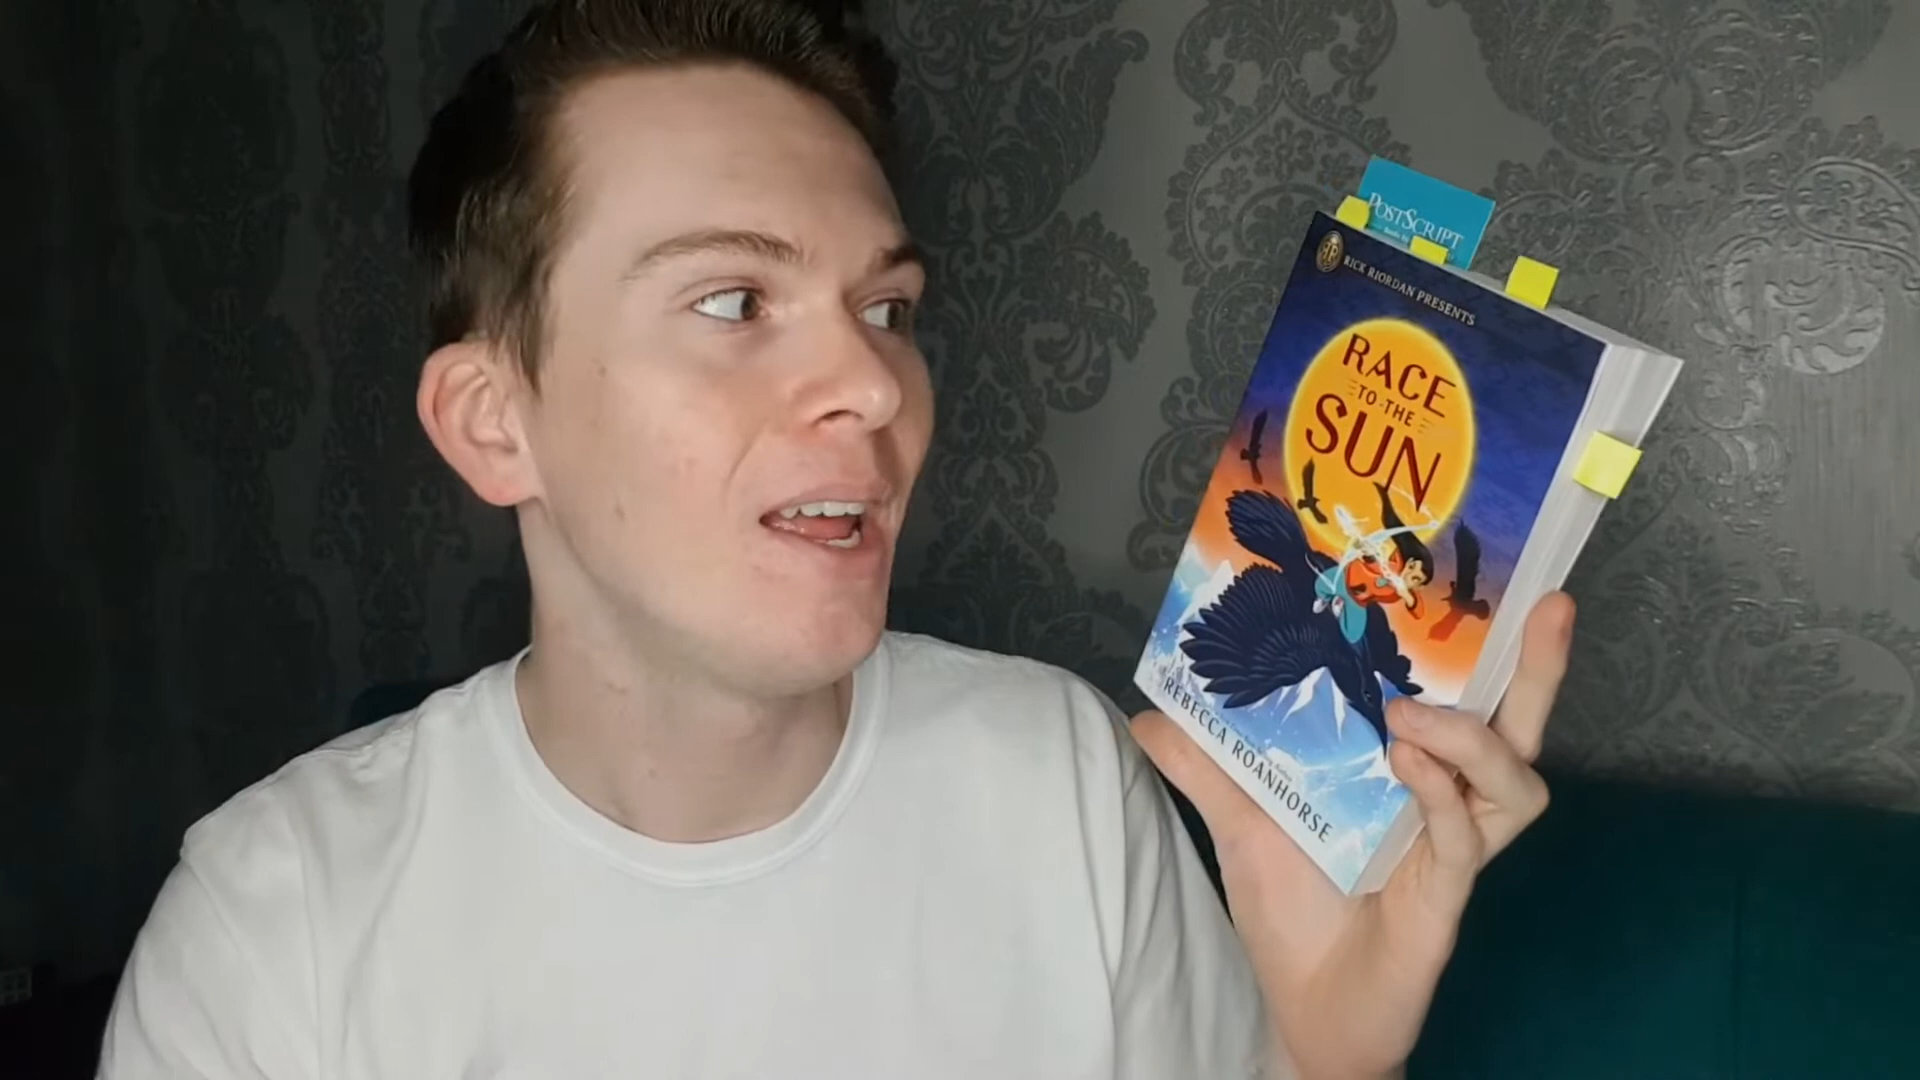 POSTSCRIPT
RICK RIORDAN PRESENTS
RACE
TO THE
SUN
REBECCA ROANHORSE